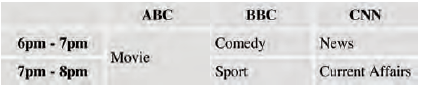 ABC BBC CNN
6pm - 7pm Movie Comedy News
7pm - 8pm Sport Current Affairs